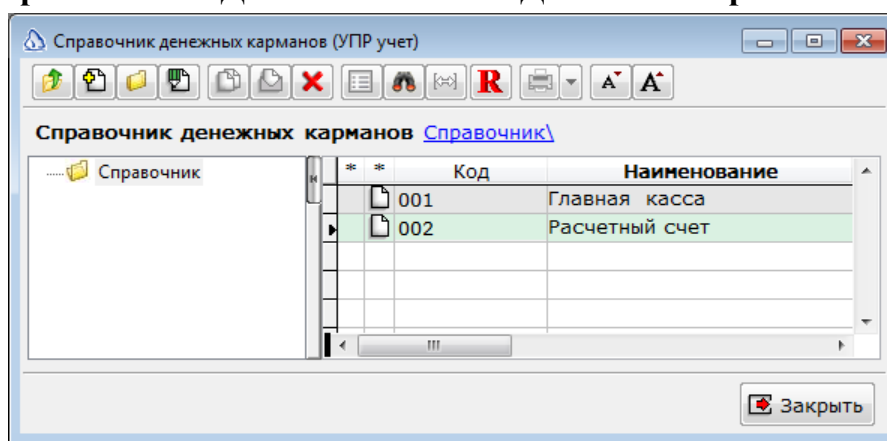 Справочник денежных карманов (УПР учет)
R
A A
Справочник денежных карманов Справочник\
Справочник
* * Код Наименование
001 Главная касса
002 Расчетный счет
Закрыть